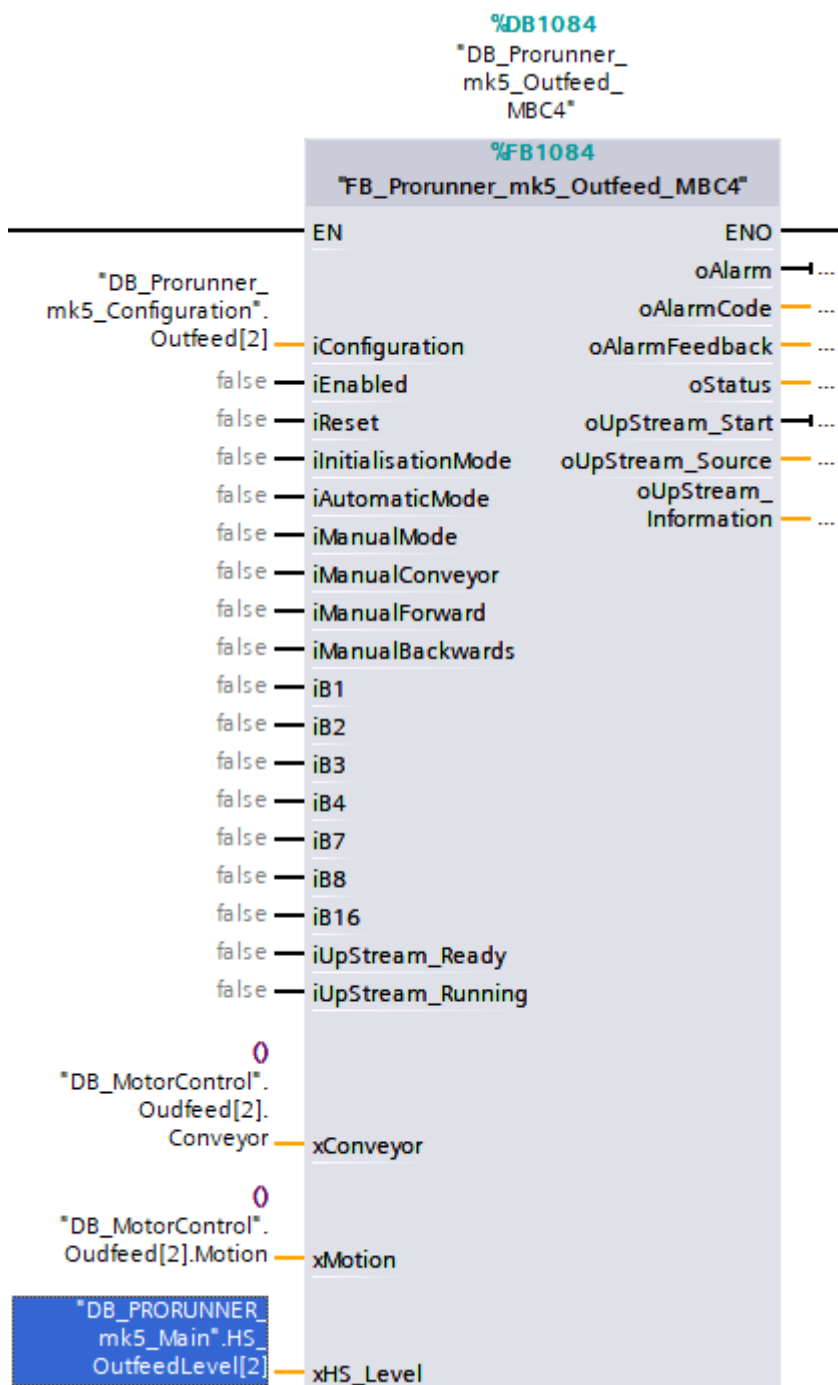 %DB1084
"DB_Prorunner_
mk5_Outfeed_
MBC4"
%FB1084
"FB_Prorunner_mk5_Outfeed_MBC4"
EN
ENO
oAlarm
...
"DB_Prorunner_
mk5_Configuration".
Outfeed[2]
oAlarmCode
...
iConfiguration
oAlarmFeedback
...
false
iEnabled
oStatus
...
false
iReset
oUpStream_Start
...
false
iInitialisationMode
oUpStream_Source
...
false
iAutomaticMode
oUpStream_
Information
...
false
iManualMode
false
iManualConveyor
false
iManualForward
false
iManualBackwards
false
iB1
false
iB2
false
iB3
false
iB4
false
iB7
false
iB8
false
iB16
false
iUpStream_Ready
false
iUpStream_Running
()
"DB_MotorControl".
Oudfeed[2].
Conveyor
xConveyor
()
"DB_MotorControl".
Oudfeed[2].Motion
xMotion
"DB_PRORUNNER_
mk5_Main".HS_
OutfeedLevel[2]
xHS_Level